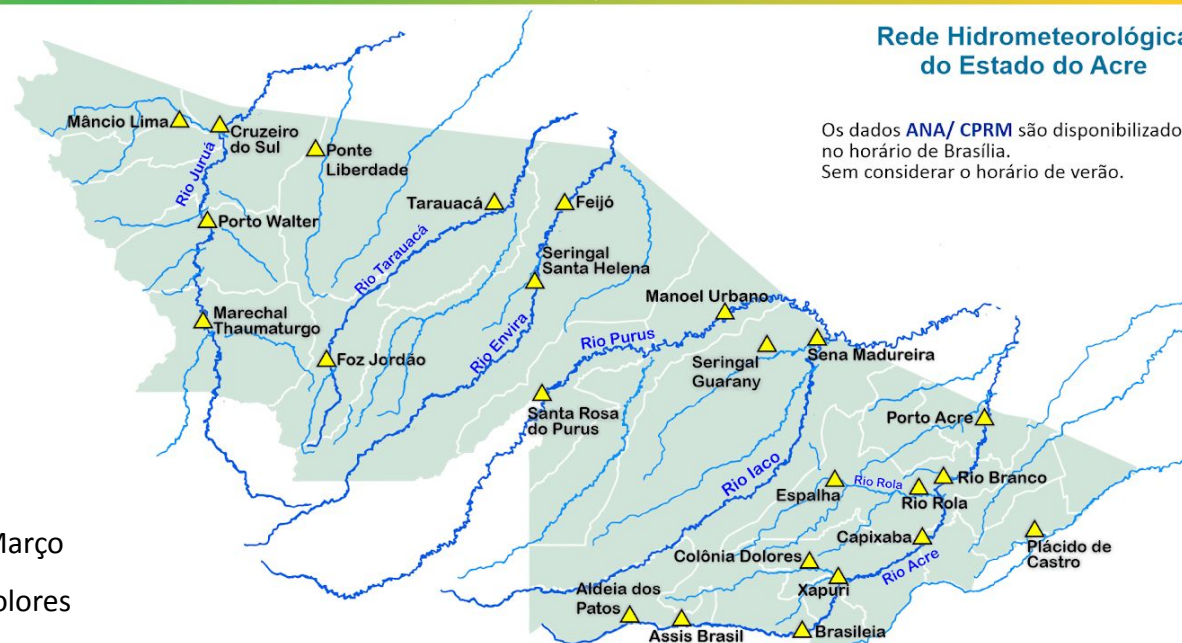 Rede Hidrometeorológica
do Estado do Acre
Os dados ANA/ CPRM são disponibilizado
no horário de Brasília.
Sem considerar o horário de verão.
Mâncio Lima
Cruzeiro
do Sul
Ponte
Liberdade
Rio Juruá
Porto Walter
Tarauacá
Feijó
Rio Tarauacá
Seringal
Santa Helena
Marechal
Thaumaturgo
Foz Jordão
Rio Envira
Manoel Urbano
Rio Purus
Seringal
Guarany
Sena Madureira
Santa Rosa
do Purus
Porto Acre
Rio Iaco
Espalha
Rio Rola
Rio Rola
Rio Branco
Capixaba
Plácido de
Castro
Colônia Dolores
Xapuri
Rio Acre
Aldeia dos
Patos
Assis Brasil
Brasileia
Março
olores